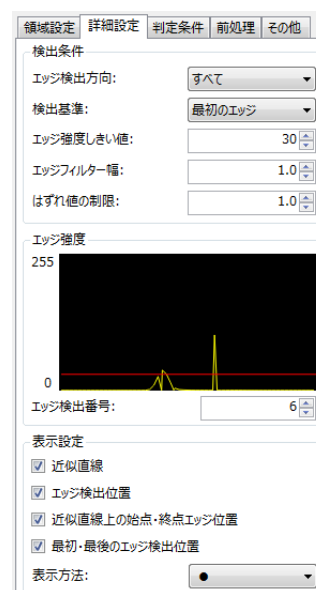 領域設定 詳細設定 判定条件 前処理 その他
検出条件
エッジ検出方向: すべて
検出基準: 最初のエッジ
エッジ強度しきい値: 30
エッジフィルター幅: 1.0
はずれ値の制限: 1.0
エッジ強度
255
0
エッジ検出番号: 6
表示設定
近似直線
エッジ検出位置
近似直線上の始点・終点エッジ位置
最初・最後のエッジ検出位置
表示方法: ●